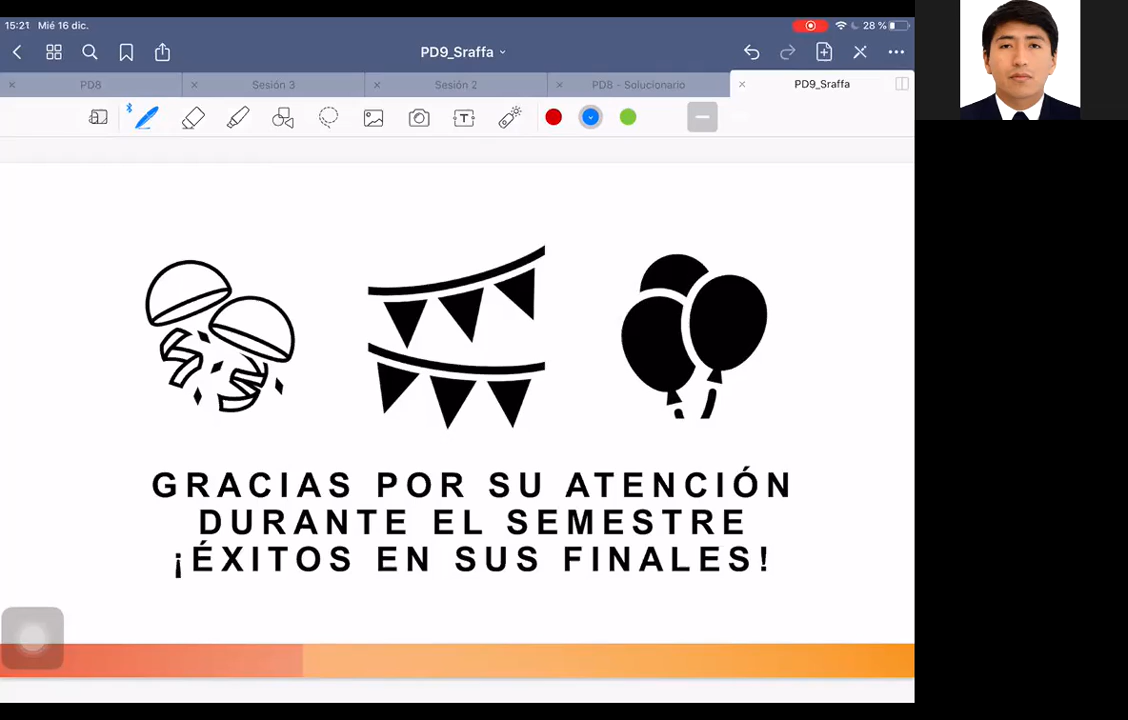 15:21 Mié 16 dic.
28 %
PD9_Sraffa
PD8
Sesión 3
Sesión 2
PD8 - Solucionario
PD9_Sraffa
T
GRACIAS POR SU ATENCIÓN
DURANTE EL SEMESTRE
¡ÉXITOS EN SUS FINALES!